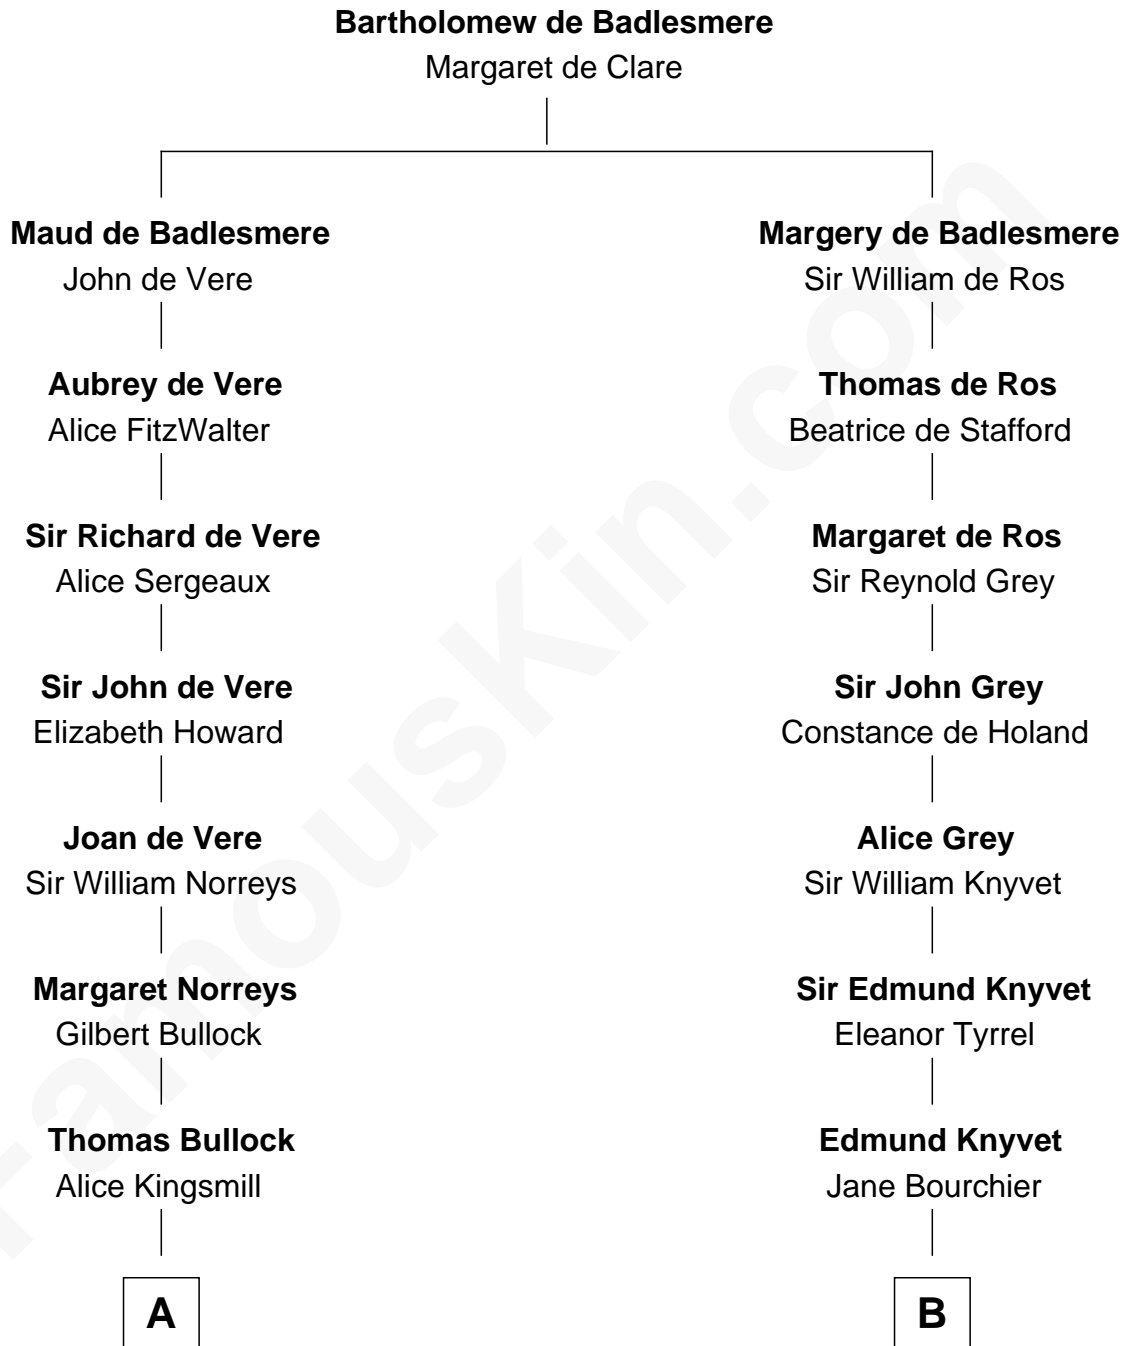 Bartholomew de Badlesmere
Margaret de Clare
Maud de Badlesmere
John de Vere
Margery de Badlesmere
Sir William de Ros
Aubrey de Vere
Alice FitzWalter
Thomas de Ros
Beatrice de Stafford
Sir Richard de Vere
Alice Sergeaux
Margaret de Ros
Sir Reynold Grey
Sir John de Vere
Elizabeth Howard
Sir John Grey
Constance de Holand
Joan de Vere
Sir William Norreys
Alice Grey
Sir William Knyvet
Margaret Norreys
Gilbert Bullock
Sir Edmund Knyvet
Eleanor Tyrrel
Thomas Bullock
Alice Kingsmill
Edmund Knyvet
Jane Bourchier
A
B
FamousKin.com